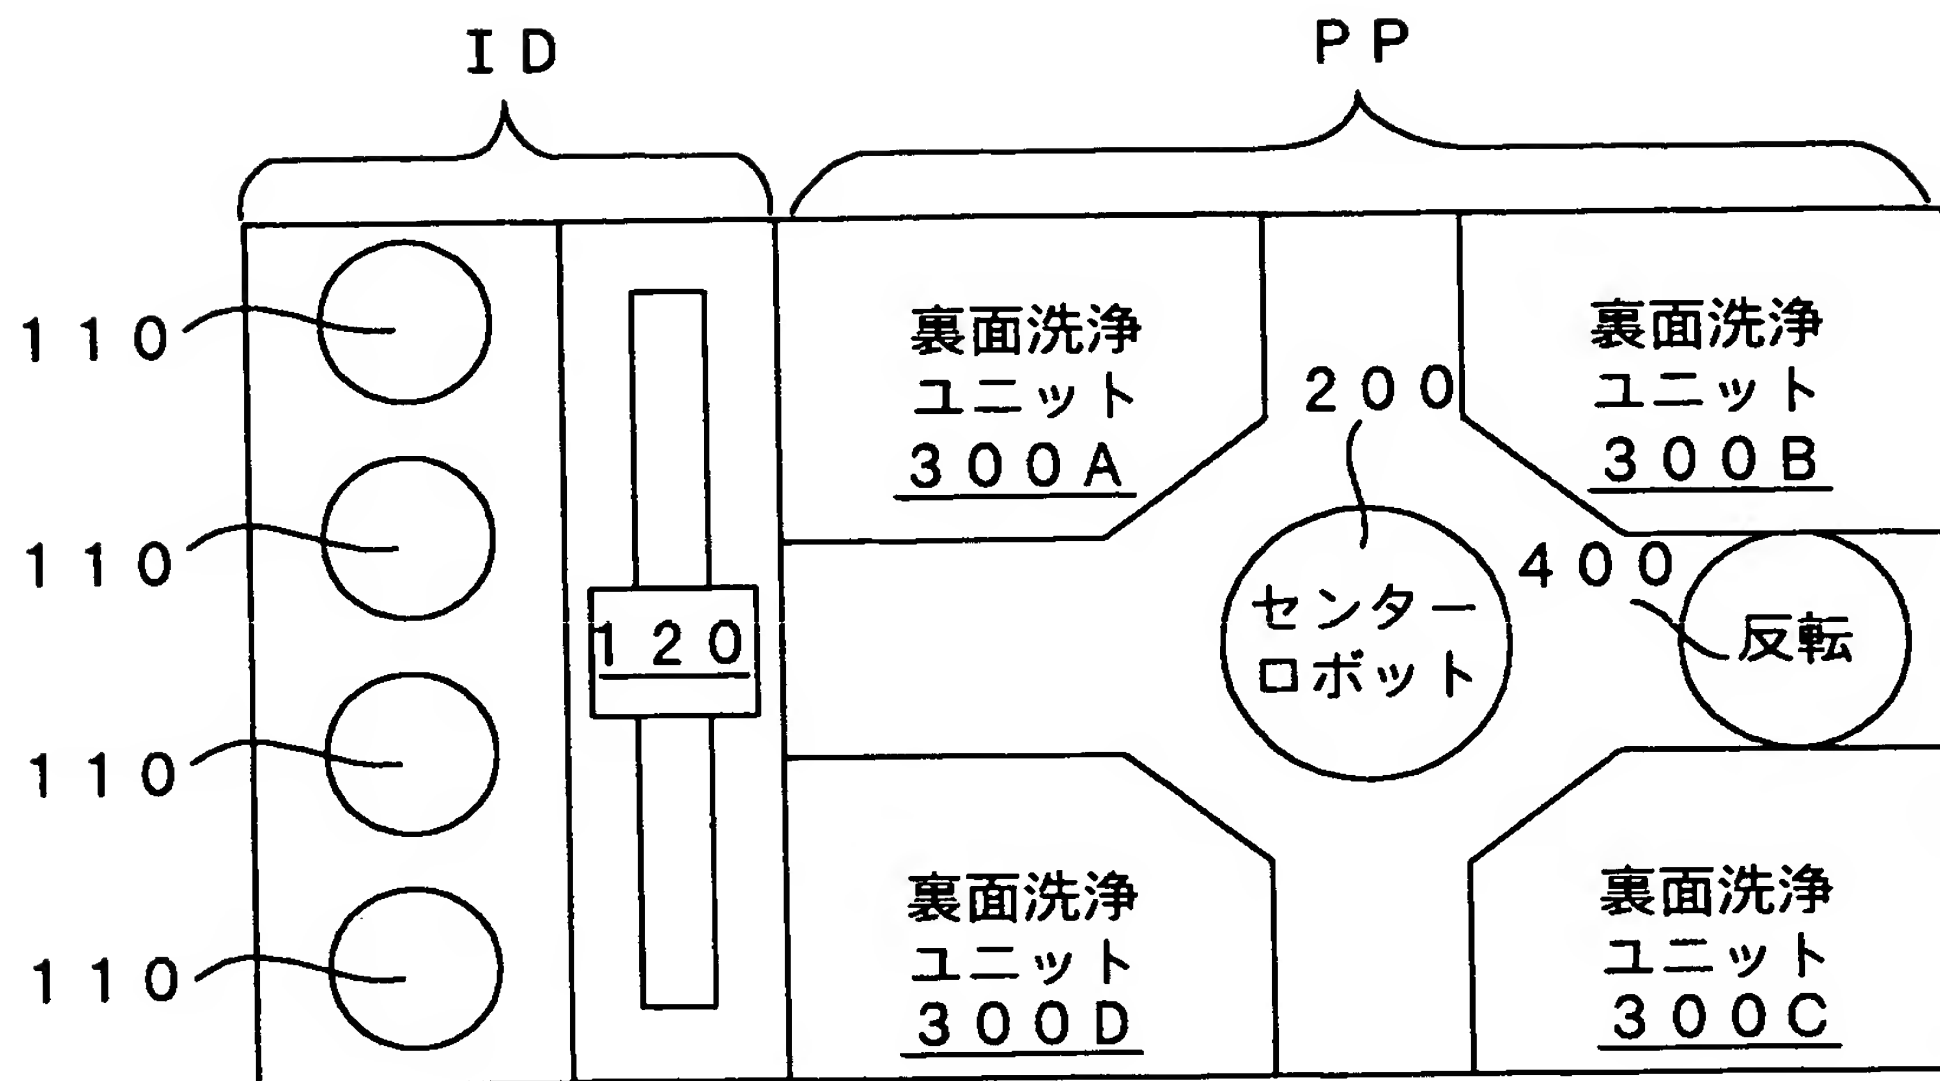 ＩＤ
ＰＰ
１１０
１１０
１１０
１１０
１２０
裏面洗浄
ユニット
３００Ａ
２００
裏面洗浄
ユニット
３００Ｂ
センター
ロボット
４００
反転
裏面洗浄
ユニット
３００Ｄ
裏面洗浄
ユニット
３００Ｃ